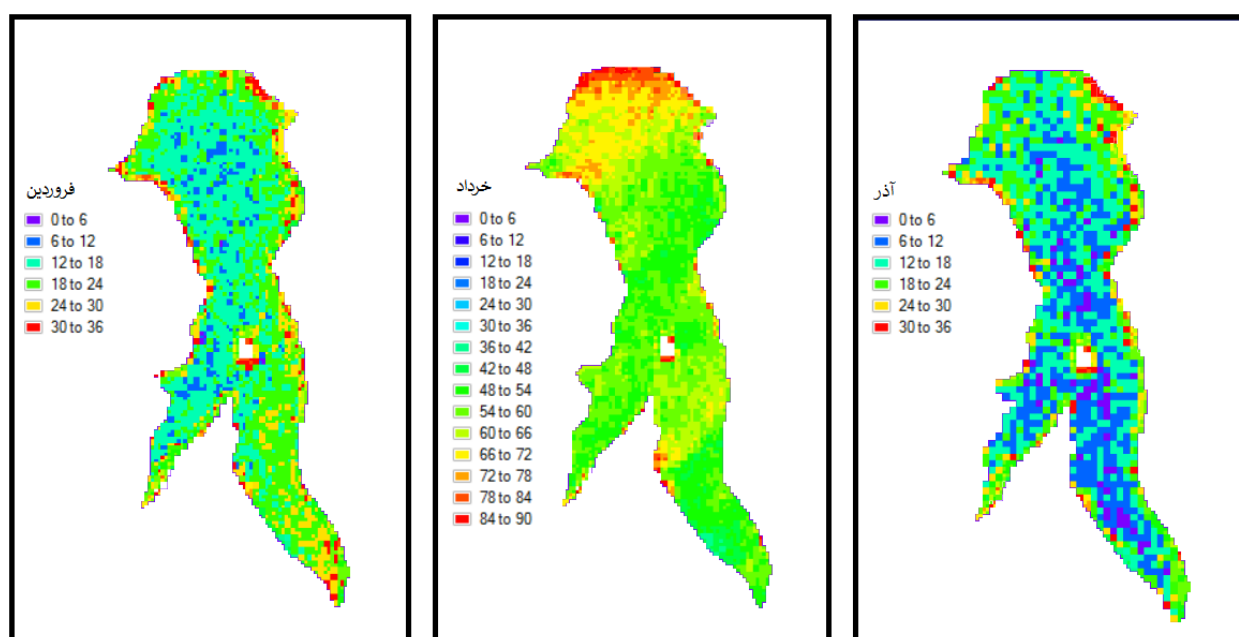 فروردین
0 to 6
6 to 12
12 to 18
18 to 24
24 to 30
30 to 36
خرداد
0 to 6
6 to 12
12 to 18
18 to 24
24 to 30
30 to 36
36 to 42
42 to 48
48 to 54
54 to 60
60 to 66
66 to 72
72 to 78
78 to 84
84 to 90
آذر
0 to 6
6 to 12
12 to 18
18 to 24
24 to 30
30 to 36